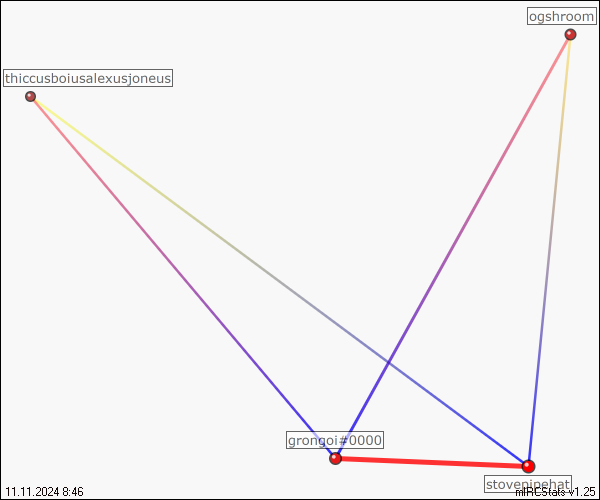 ogshroom
thiccusboiusalexusjoneus
grongoi#0000
stovepipehat
11.11.2024 8:46
mIRCStats v1.25